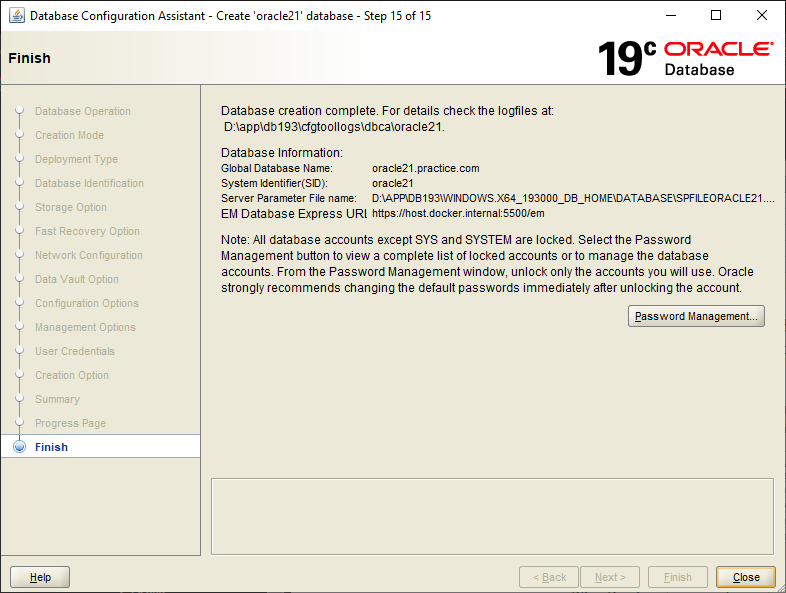 Database Configuration Assistant - Create 'oracle21' database - Step 15 of 15
Finish
19c ORACLE
Database
Database Operation
Creation Mode
Deployment Type
Database Identification
Storage Option
Fast Recovery Option
Network Configuration
Data Vault Option
Configuration Options
Management Options
User Credentials
Creation Option
Summary
Progress Page
Finish
Database creation complete. For details check the logfiles at:
D:\app\db193\cfgtoollogs\dbca\oracle21.
Database Information:
Global Database Name: oracle21.practice.com
System Identifier(SID): oracle21
Server Parameter File name: D:\APP\DB193\WINDOWS.X64_193000_DB_HOME\DATABASE\SPFILEORACLE21....
EM Database Express URL https://host.docker.internal:5500/em
Note: All database accounts except SYS and SYSTEM are locked. Select the Password
Management button to view a complete list of locked accounts or to manage the database
accounts. From the Password Management window, unlock only the accounts you will use. Oracle
strongly recommends changing the default passwords immediately after unlocking the account.
Password Management...
Help
< Back
Next >
Finish
Close